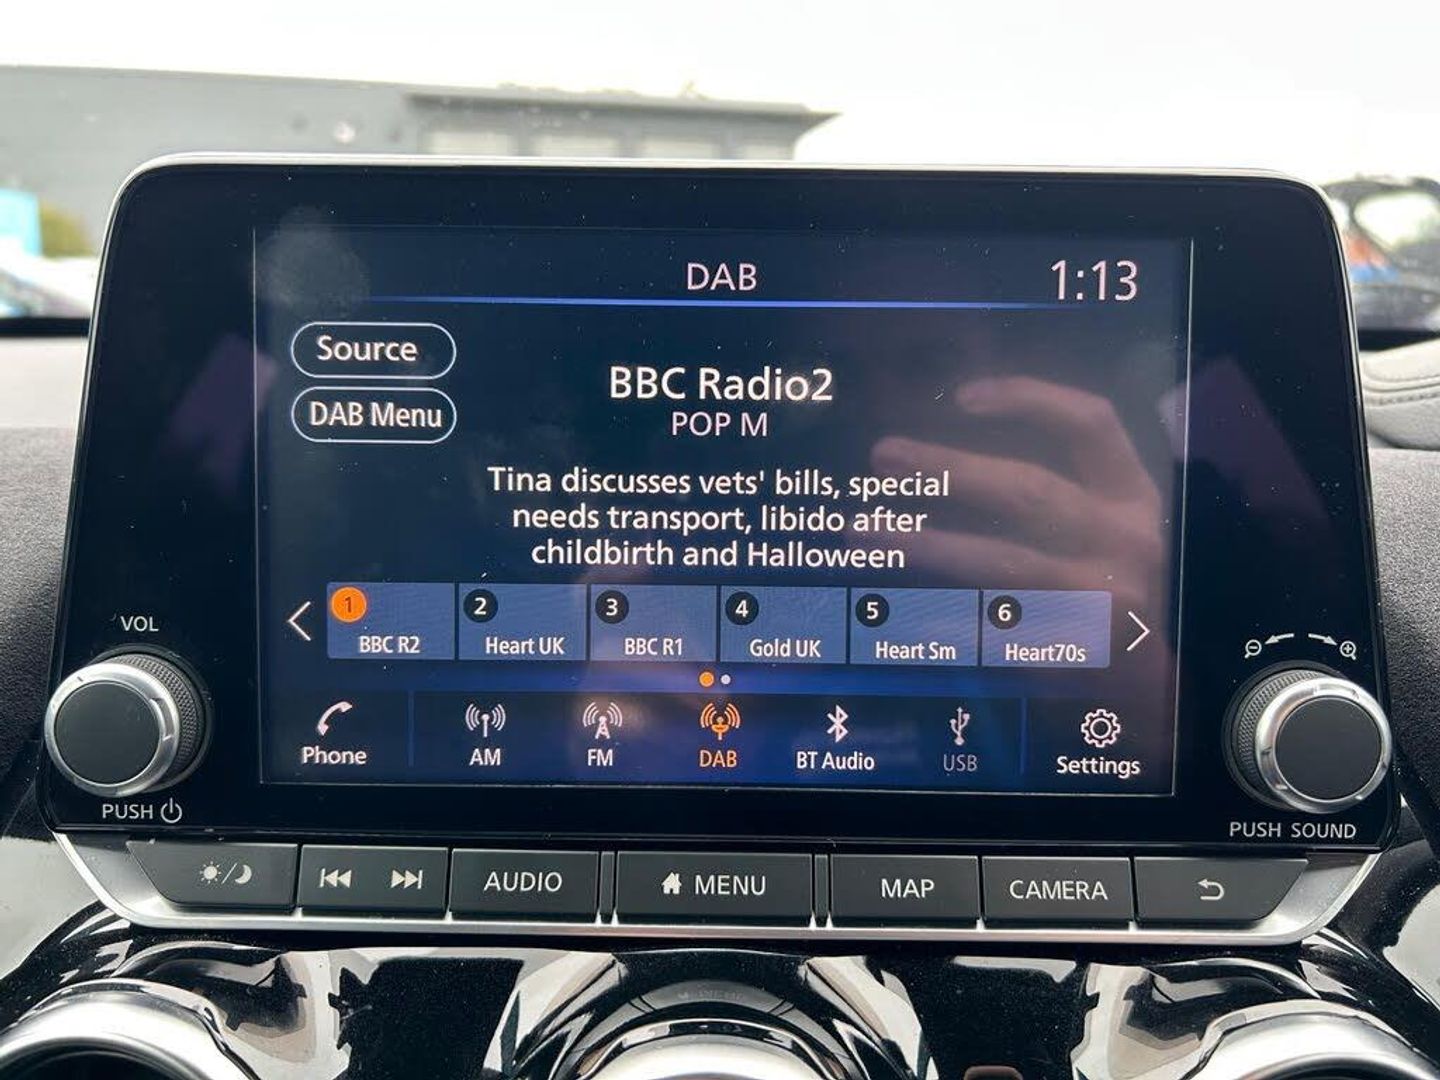 DAB
1:13
Source
BBC Radio2
DAB Menu
POP M
Tina discusses vets' bills, special
needs transport, libido after
childbirth and Halloween
1
2
3
4
5
6
BBC R2
Heart UK
BBC R1
Gold UK
Heart Sm
Heart70s
Phone
AM
FM
DAB
BT Audio
USB
Settings
VOL
PUSH
PUSH SOUND
AUDIO
MENU
MAP
CAMERA